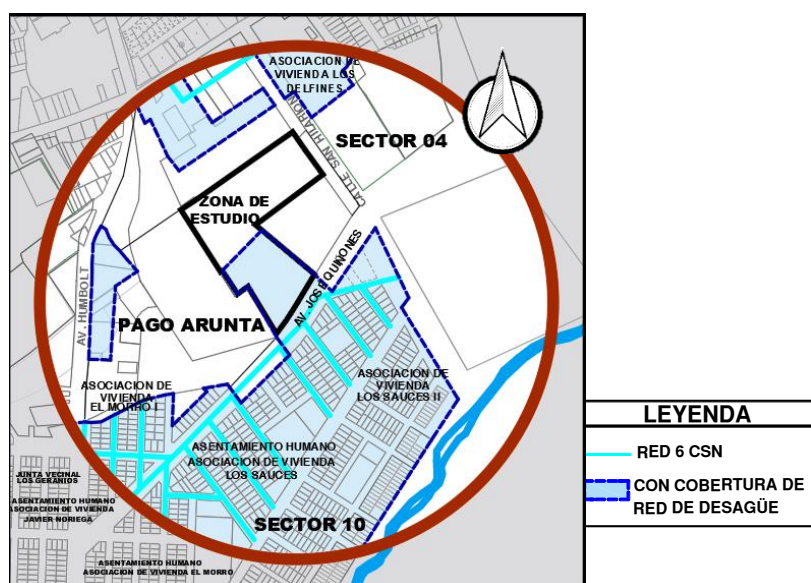 ASOCIACION DE
VIVIENDA LOS
DELFINES
SECTOR 04
CALLE SAN HILARION
ZONA DE
ESTUDIO
AV. JOSE QUIÑONES
AV. HUMBOLT
PAGO ARUNTA
ASOCIACION DE
VIVIENDA
EL MORRO I
ASOCIACION DE
VIVIENDA
LOS SAUCES II
ASENTAMIENTO HUMANO
ASOCIACION DE VIVIENDA
LOS SAUCES
JUNTA VECINAL
LOS GERANIOS
ASENTAMIENTO HUMANO
ASOCIACION DE VIVIENDA
JAVIER NORIEGA
SECTOR 10
ASENTAMIENTO HUMANO
ASOCIACION DE VIVIENDA EL MORRO
LEYENDA
RED 6 CSN
CON COBERTURA DE
RED DE DESAGÜE